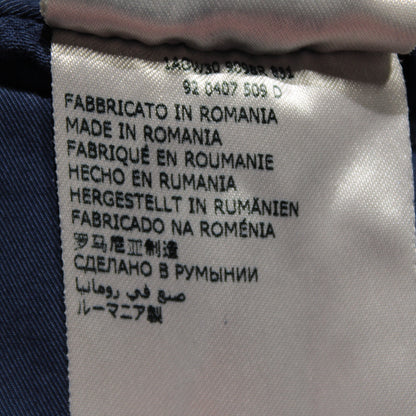 92 0407 509 D
FABBRICATO IN ROMANIA
MADE IN ROMANIA
FABRIQUÉ EN ROUMANIE
HECHO EN RUMANIA
HERGESTELLT IN RUMÄNIEN
FABRICADO NA ROMÉNIA
罗马尼亚制造
СДЕЛАНО В РУМЫНИИ
صنع في رومانيا
ルーマニア製